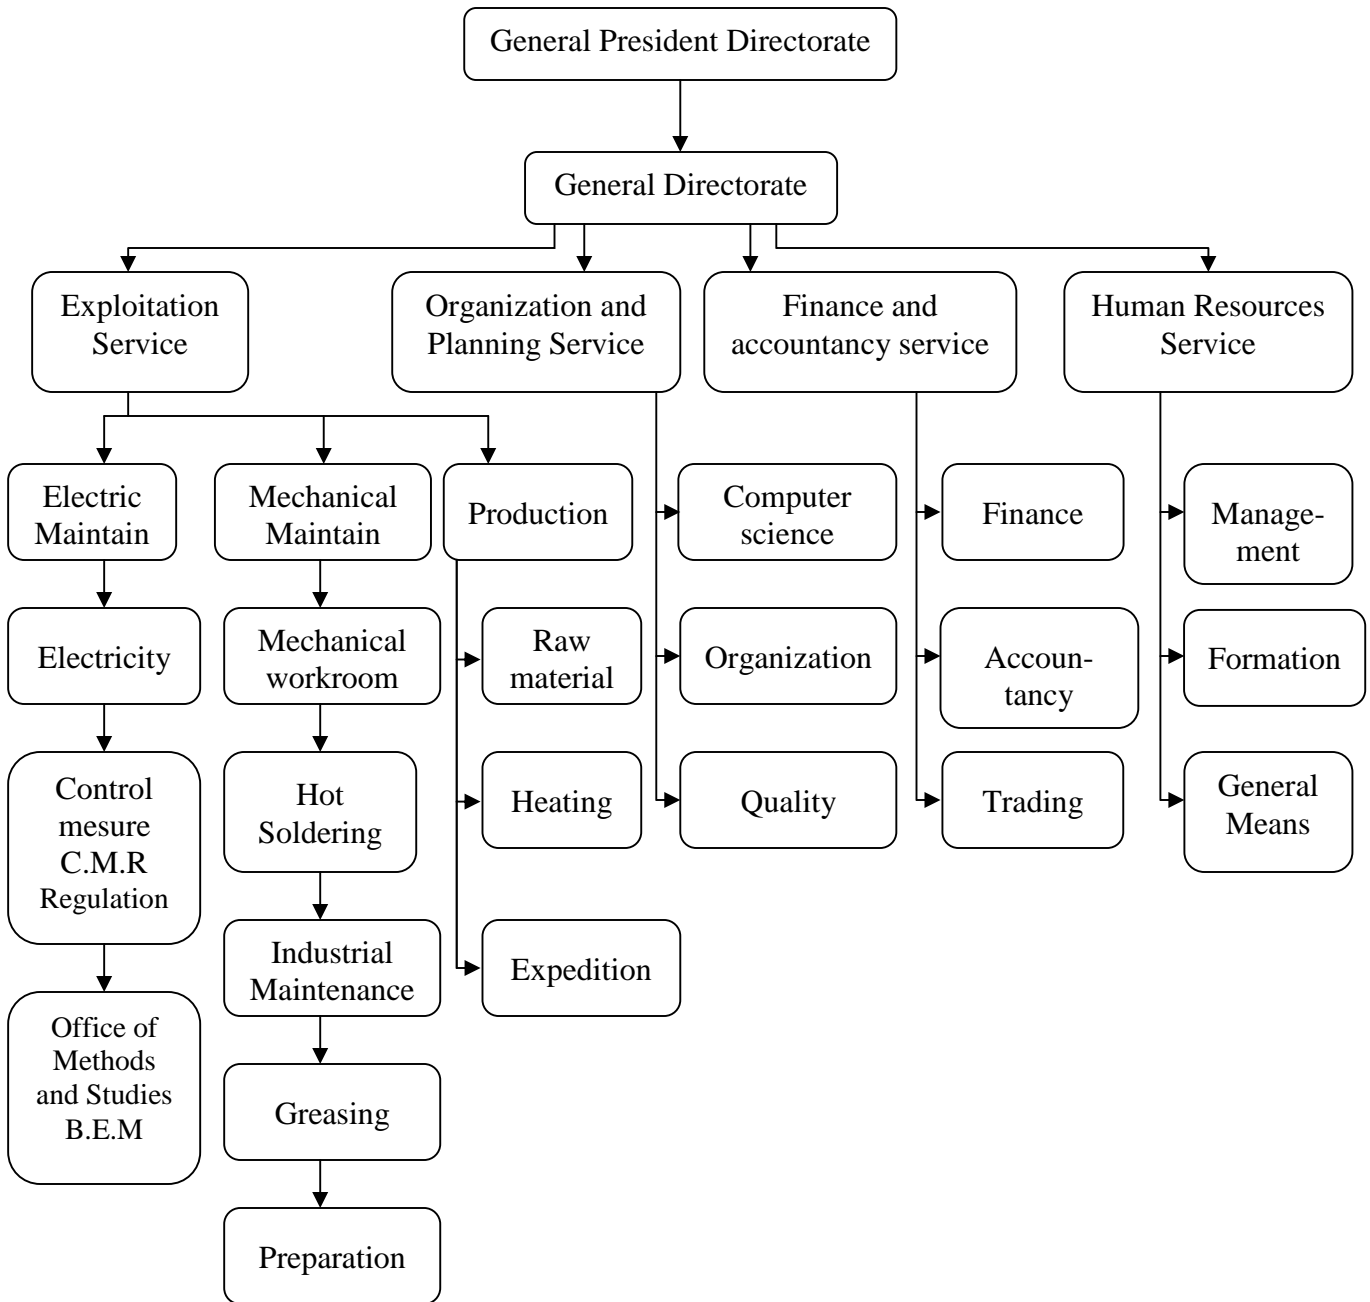 General President Directorate
General Directorate
Exploitation
Service
Organization and
Planning Service
Finance and
accountancy service
Human Resources
Service
Electric
Maintain
Mechanical
Maintain
Production
Computer
science
Finance
Manage-
ment
Electricity
Mechanical
workroom
Raw
material
Organization
Accoun-
tancy
Formation
Control
mesure
C.M.R
Regulation
Hot
Soldering
Heating
Quality
Trading
General
Means
Industrial
Maintenance
Expedition
Office of
Methods
and Studies
B.E.M
Greasing
Preparation